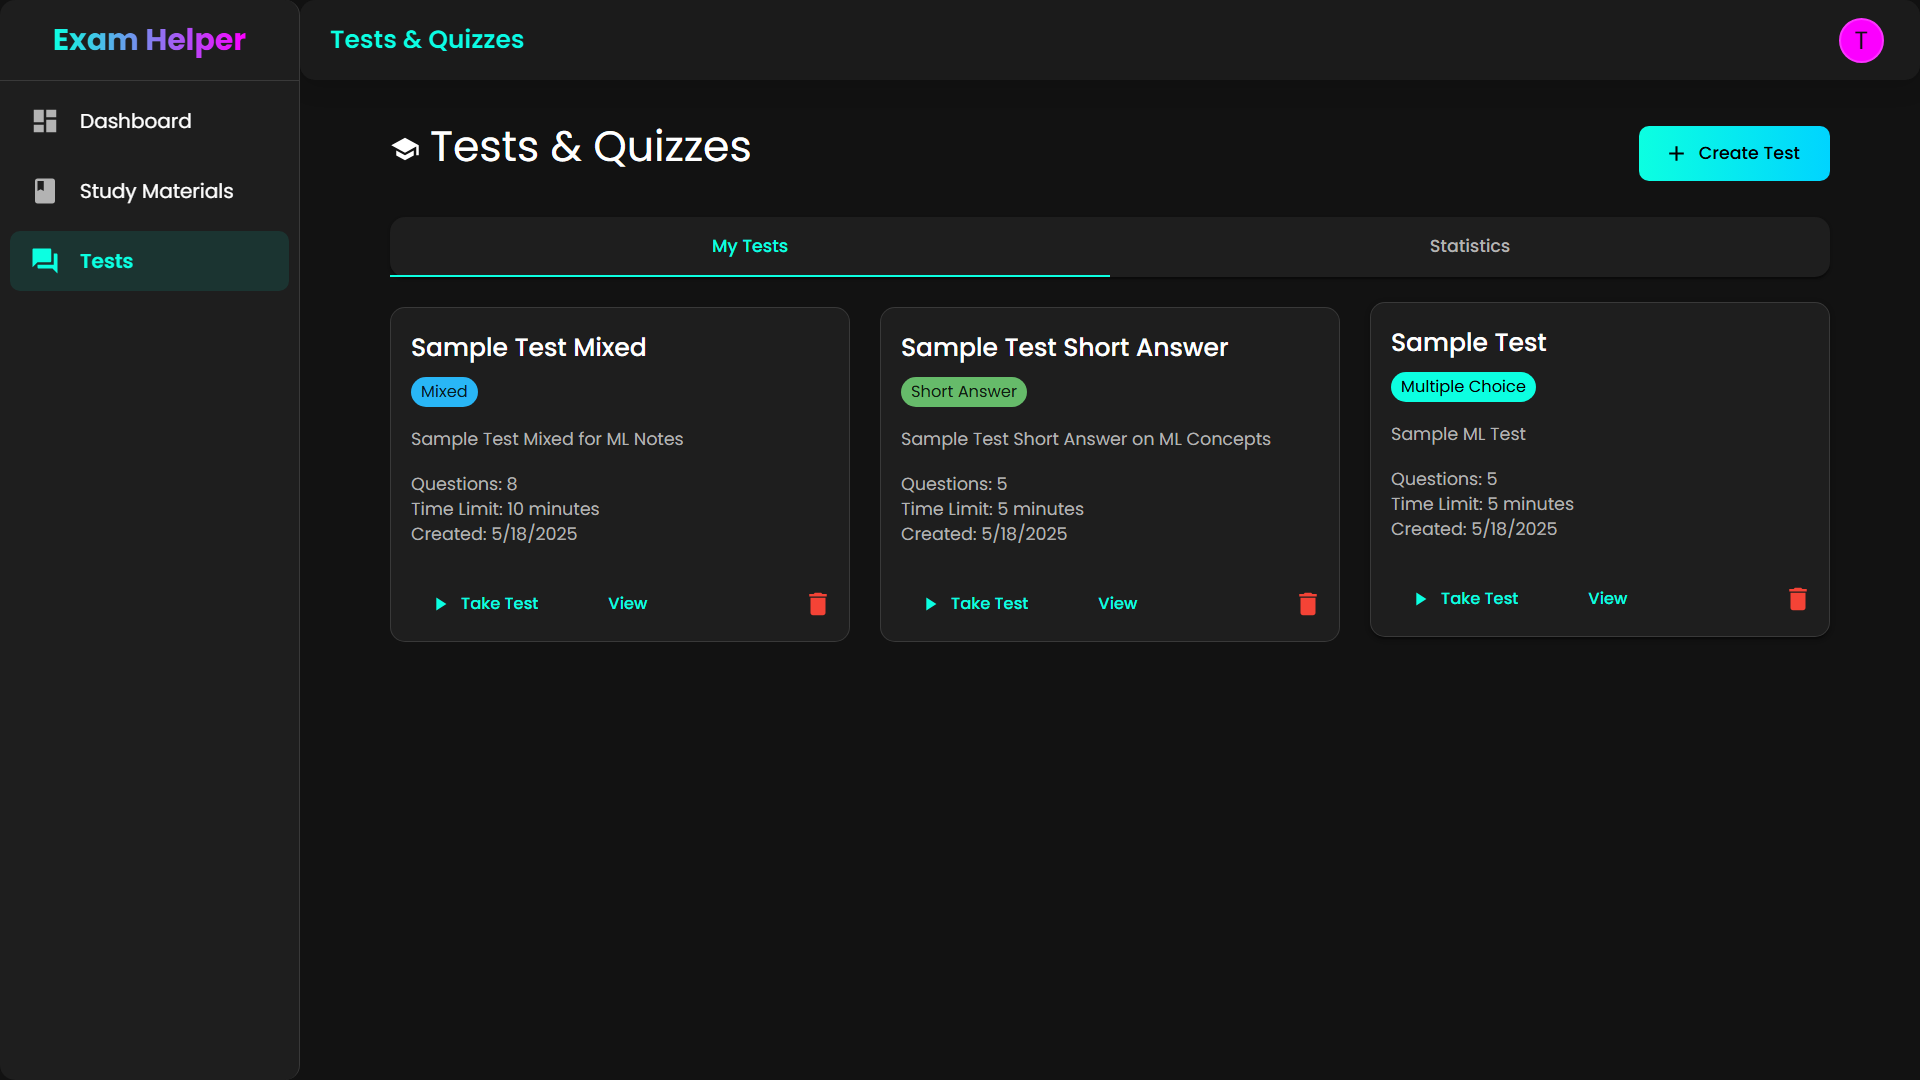 Exam Helper
Tests & Quizzes
T
Dashboard
Study Materials
Tests
Tests & Quizzes
Create Test
My Tests
Statistics
Sample Test Mixed
Mixed
Sample Test Mixed for ML Notes
Questions: 8
Time Limit: 10 minutes
Created: 5/18/2025
Take Test
View
Sample Test Short Answer
Short Answer
Sample Test Short Answer on ML Concepts
Questions: 5
Time Limit: 5 minutes
Created: 5/18/2025
Take Test
View
Sample Test
Multiple Choice
Sample ML Test
Questions: 5
Time Limit: 5 minutes
Created: 5/18/2025
Take Test
View